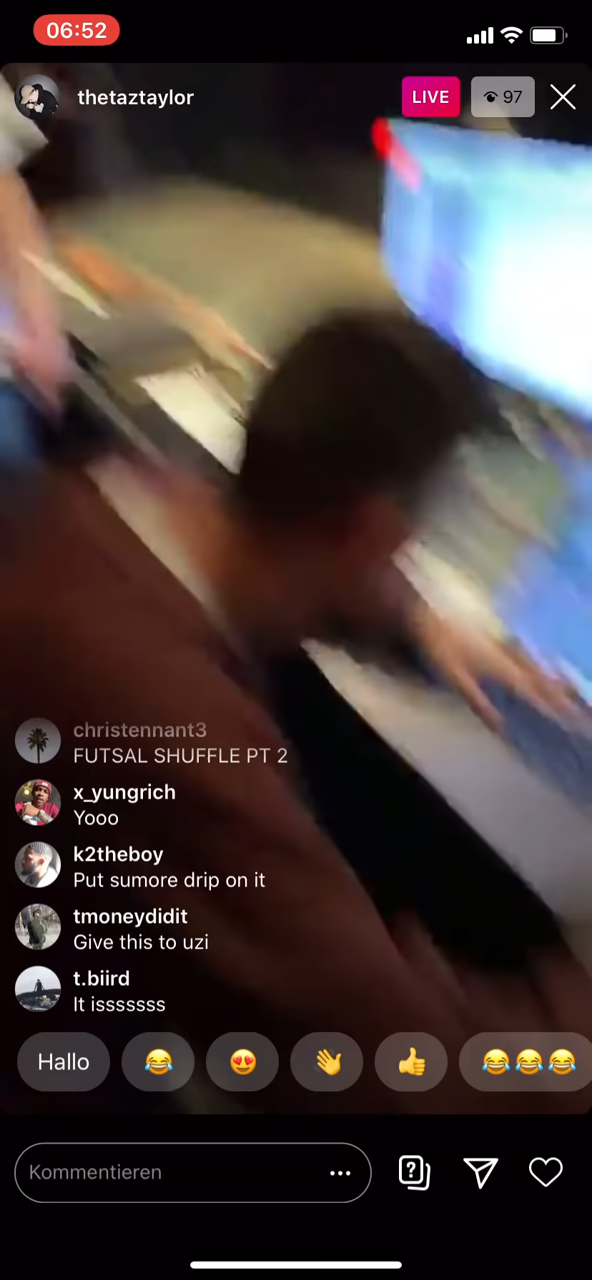 06:52
thetaztaylor
LIVE
97
christennant3
FUTSAL SHUFFLE PT 2
x_yungrich
Yooo
k2theboy
Put sumore drip on it
tmoneydidit
Give this to uzi
t.biird
It isssssss
Hallo
Kommentieren